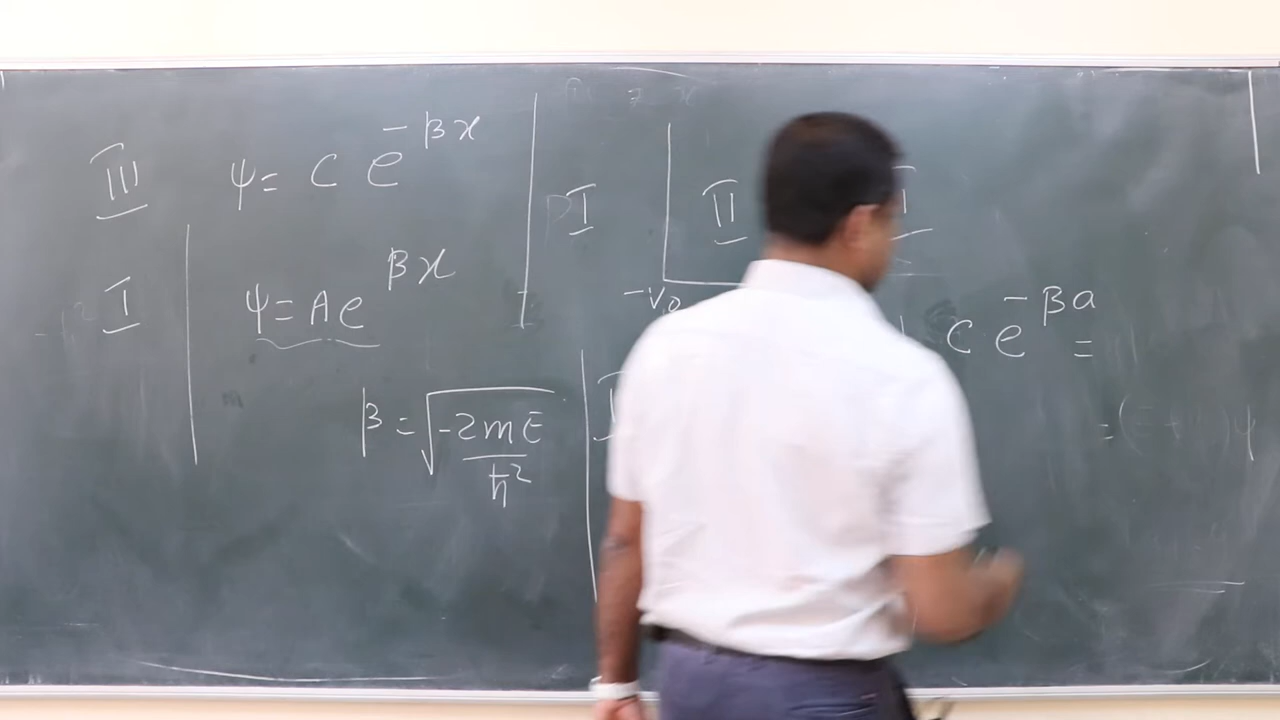 III ψ = C e^{-βx}
I ψ = A e^{βx}
β = √(-2mE/ħ²)
I II
-V₀
C e^{-βa} =